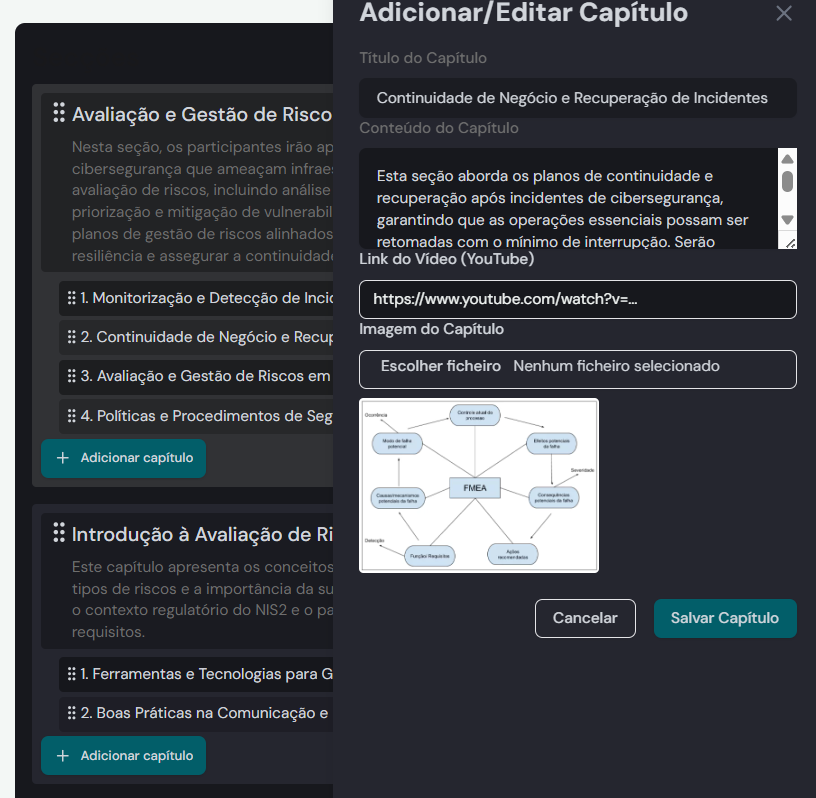 Avaliação e Gestão de Risco
Nesta seção, os participantes irão ap
cibersegurança que ameaçam infraes
avaliação de riscos, incluindo análise
priorização e mitigação de vulnerabil
planos de gestão de riscos alinhados
resiliência e assegurar a continuidade
1. Monitorização e Detecção de Incid
2. Continuidade de Negócio e Recup
3. Avaliação e Gestão de Riscos em
4. Políticas e Procedimentos de Seg
+ Adicionar capítulo
Introdução à Avaliação de Ri
Este capítulo apresenta os conceitos
tipos de riscos e a importância da su
o contexto regulatório do NIS2 e o pa
requisitos.
1. Ferramentas e Tecnologias para G
2. Boas Práticas na Comunicação e
+ Adicionar capítulo
Adicionar/Editar Capítulo
Título do Capítulo
Continuidade de Negócio e Recuperação de Incidentes
Conteúdo do Capítulo
Esta seção aborda os planos de continuidade e
recuperação após incidentes de cibersegurança,
garantindo que as operações essenciais possam ser
retomadas com o mínimo de interrupção. Serão
Link do Vídeo (YouTube)
https://www.youtube.com/watch?v=...
Imagem do Capítulo
Escolher ficheiro Nenhum ficheiro selecionado
Ocorrência
Controle atual do
processo
Modo de falha
potencial
Efeitos potenciais
da falha
Severidade
FMEA
Causas/mecanismos
potenciais de falha
Consequências
potenciais da falha
Detecção
Função Requisitos
Ações
recomendadas
Cancelar
Salvar Capítulo